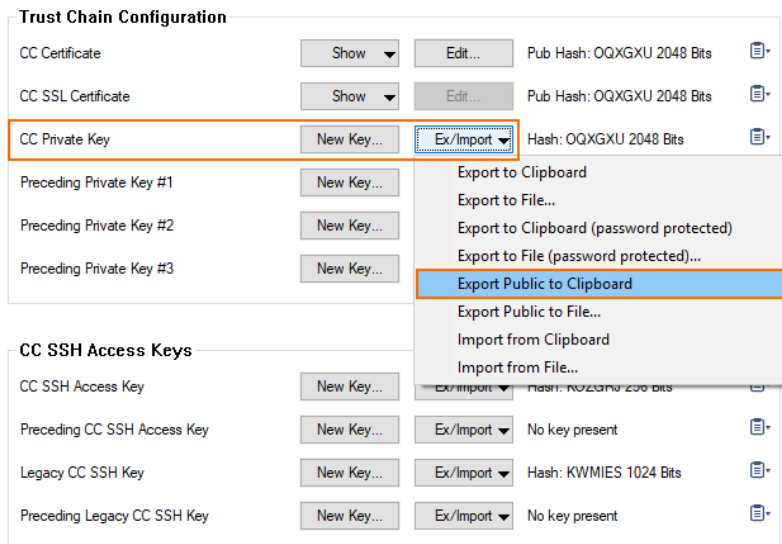 Trust Chain Configuration
CC Certificate Show Edit... Pub Hash: OQXGXU 2048 Bits
CC SSL Certificate Show Edit... Pub Hash: OQXGXU 2048 Bits
CC Private Key New Key... Ex/Import Hash: OQXGXU 2048 Bits
Preceding Private Key #1 New Key...
Preceding Private Key #2 New Key...
Preceding Private Key #3 New Key...
Export to Clipboard
Export to File...
Export to Clipboard (password protected)
Export to File (password protected)...
Export Public to Clipboard
Export Public to File...
Import from Clipboard
Import from File...
CC SSH Access Keys
CC SSH Access Key New Key... Ex/Import Hash: KOZGRJ 256 Bits
Preceding CC SSH Access Key New Key... Ex/Import No key present
Legacy CC SSH Key New Key... Ex/Import Hash: KWMIES 1024 Bits
Preceding Legacy CC SSH Key New Key... Ex/Import No key present